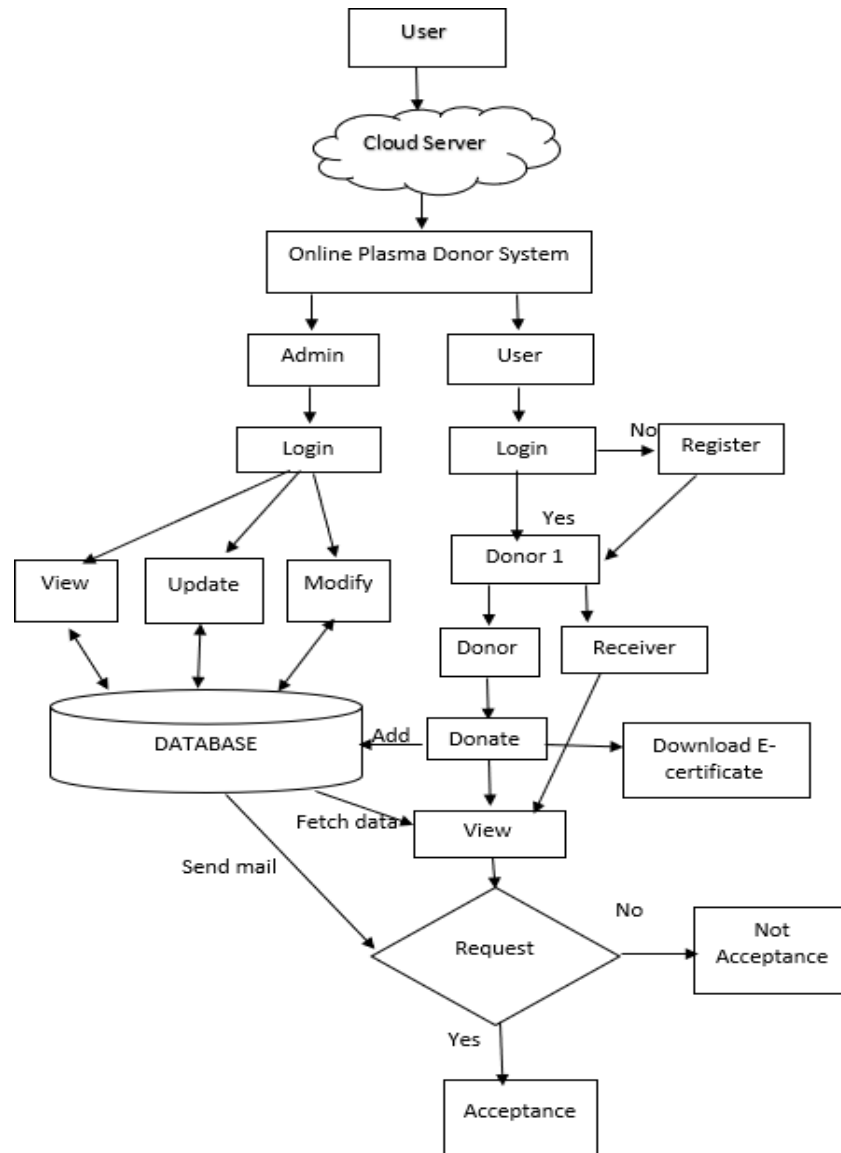 User
Cloud Server
Online Plasma Donor System
Admin
User
Login
Login
No
Register
Yes
Donor 1
View
Update
Modify
Donor
Receiver
DATABASE
Add
Donate
Download E-
certificate
Fetch data
View
Send mail
Request
No
Not
Acceptance
Yes
Acceptance